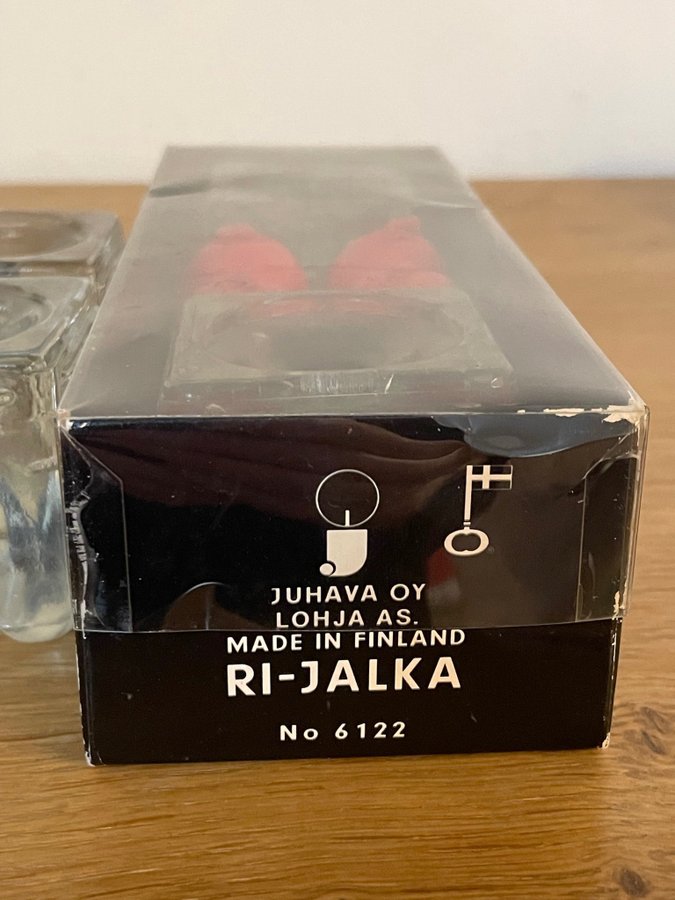 JUHAVA OY
LOHJA AS.
MADE IN FINLAND
RI-JALKA
No 6122